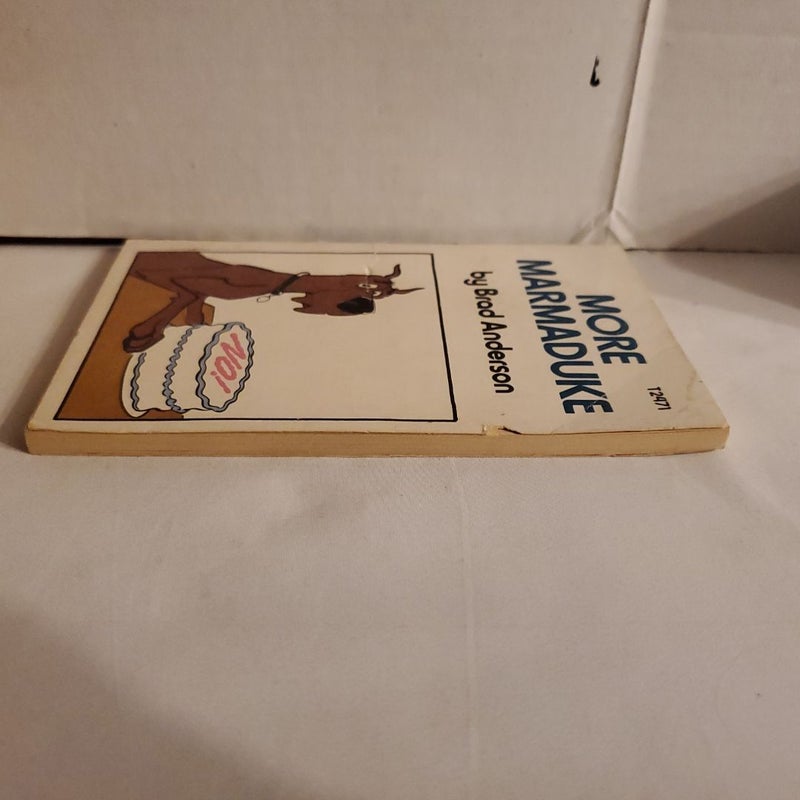 T2471
MORE
MARMADUKE
by Brad Anderson
NO!